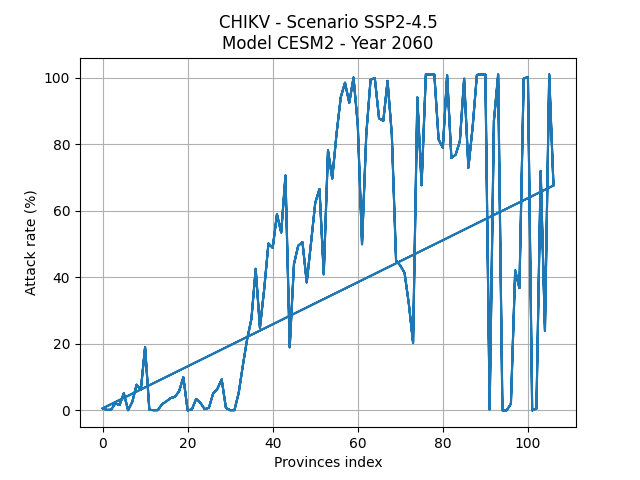 CHIKV - Scenario SSP2-4.5
Model CESM2 - Year 2060
100
80
60
40
20
0
Attack rate (%)
0 20 40 60 80 100
Provinces index